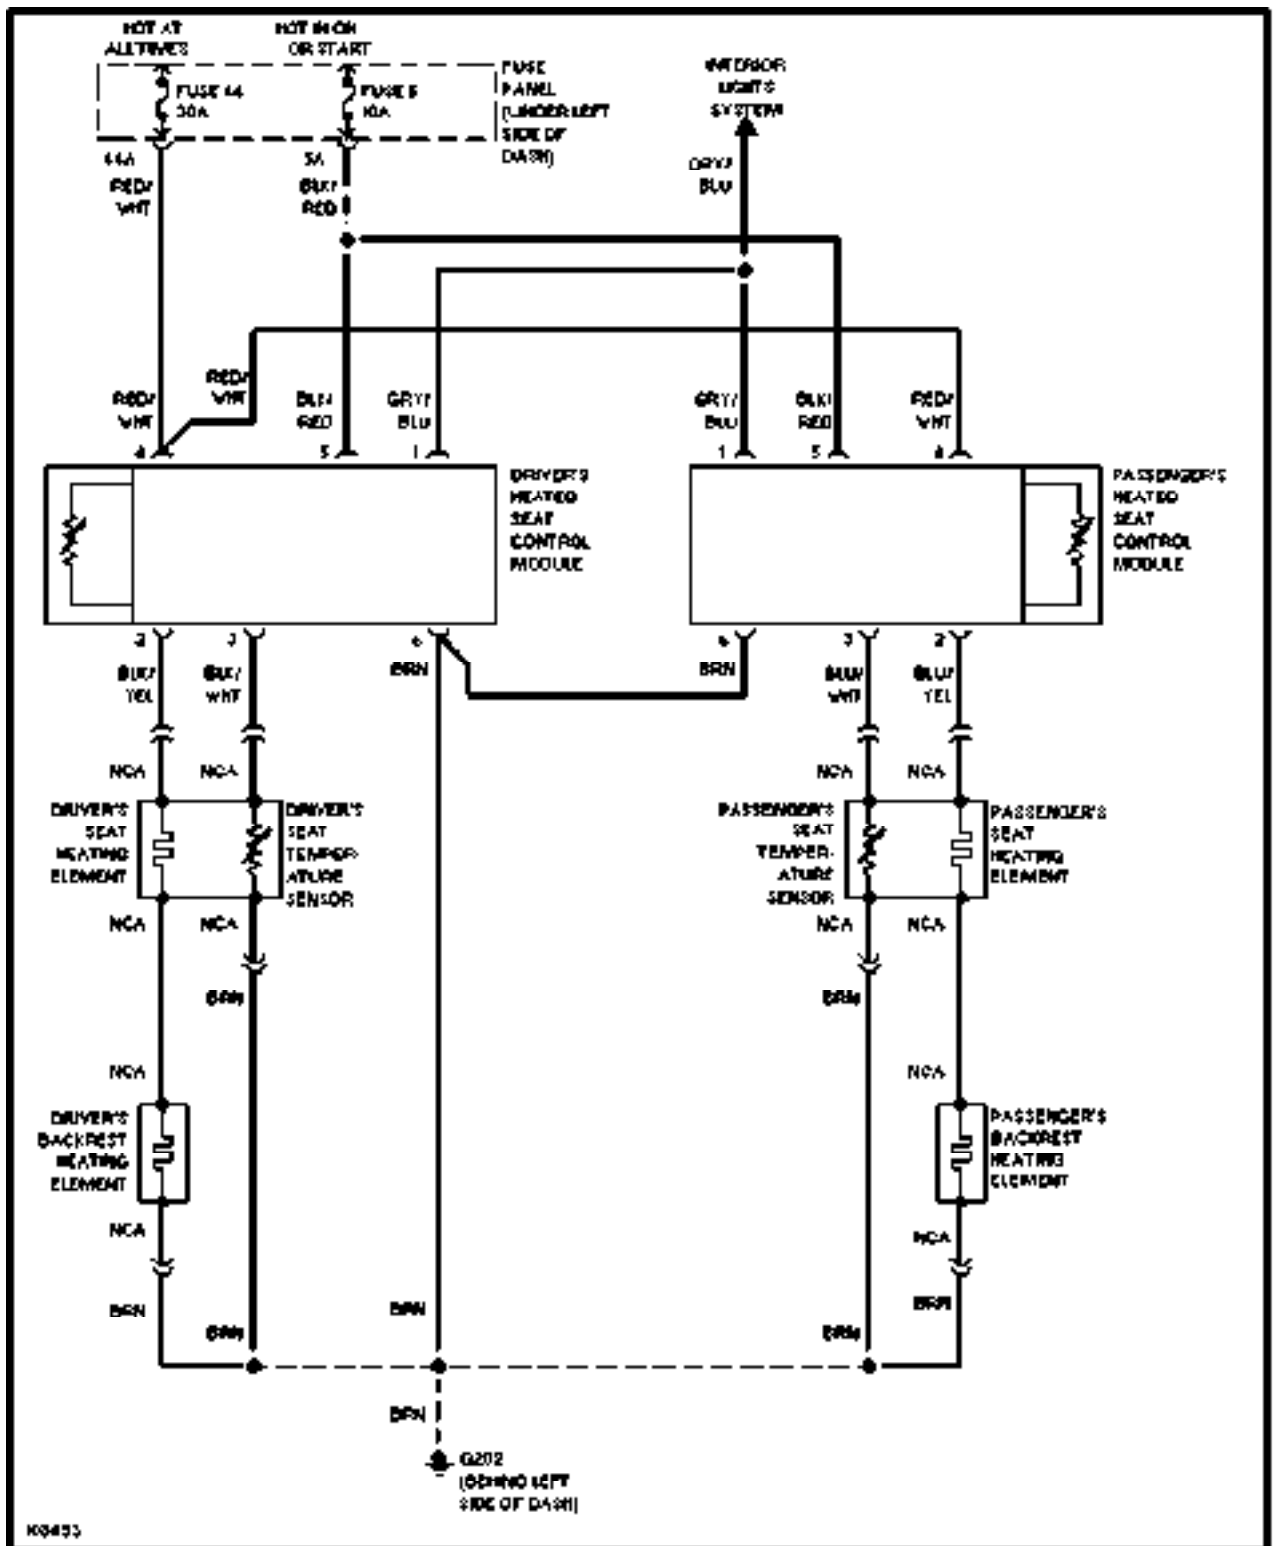 HOT AT
ALL TIMES
HOT IN ON
OR START
FUSE 44
30A
FUSE 5
10A
FUSE
PANEL
(UNDER LEFT
SIDE OF
DASH)
INTERIOR
LIGHTS
SYSTEM
44A
5A
RED/
WHT
BLK/
RED
GRY/
BLU
RED/
WHT
RED/
WHT
BLK/
RED
GRY/
BLU
GRY/
BLU
BLK/
RED
RED/
WHT
4
5
1
1
5
4
DRIVER'S
HEATED
SEAT
CONTROL
MODULE
PASSENGER'S
HEATED
SEAT
CONTROL
MODULE
2
3
6
6
3
2
YEL
WHT
BRN
BRN
WHT
BLU/
YEL
NCA
NCA
NCA
NCA
DRIVER'S
SEAT
HEATING
ELEMENT
DRIVER'S
SEAT
TEMPER-
ATURE
SENSOR
PASSENGER'S
SEAT
TEMPER-
ATURE
SENSOR
PASSENGER'S
SEAT
HEATING
ELEMENT
NCA
NCA
NCA
NCA
BRN
BRN
NCA
NCA
DRIVER'S
BACKREST
HEATING
ELEMENT
PASSENGER'S
BACKREST
HEATING
ELEMENT
NCA
NCA
BRN
BRN
BRN
BRN
BRN
BRN
G202
(BEHIND LEFT
SIDE OF DASH)